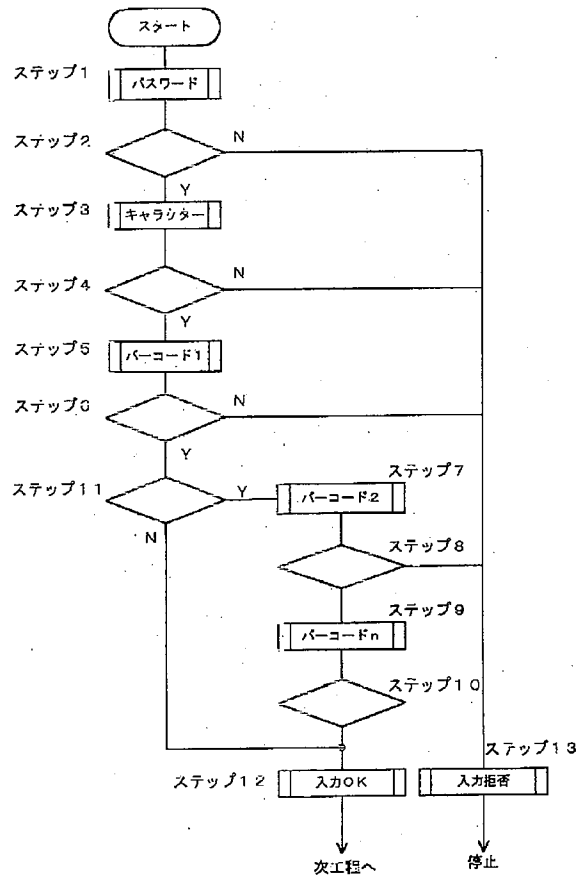 スタート
ステップ1
パスワード
ステップ2
N
Y
ステップ3
キャラクター
ステップ4
N
Y
ステップ5
バーコード1
ステップ6
N
Y
ステップ11
Y
N
ステップ7
バーコード2
ステップ8
ステップ9
バーコードn
ステップ10
ステップ12
入力OK
ステップ13
入力拒否
次工程へ
停止